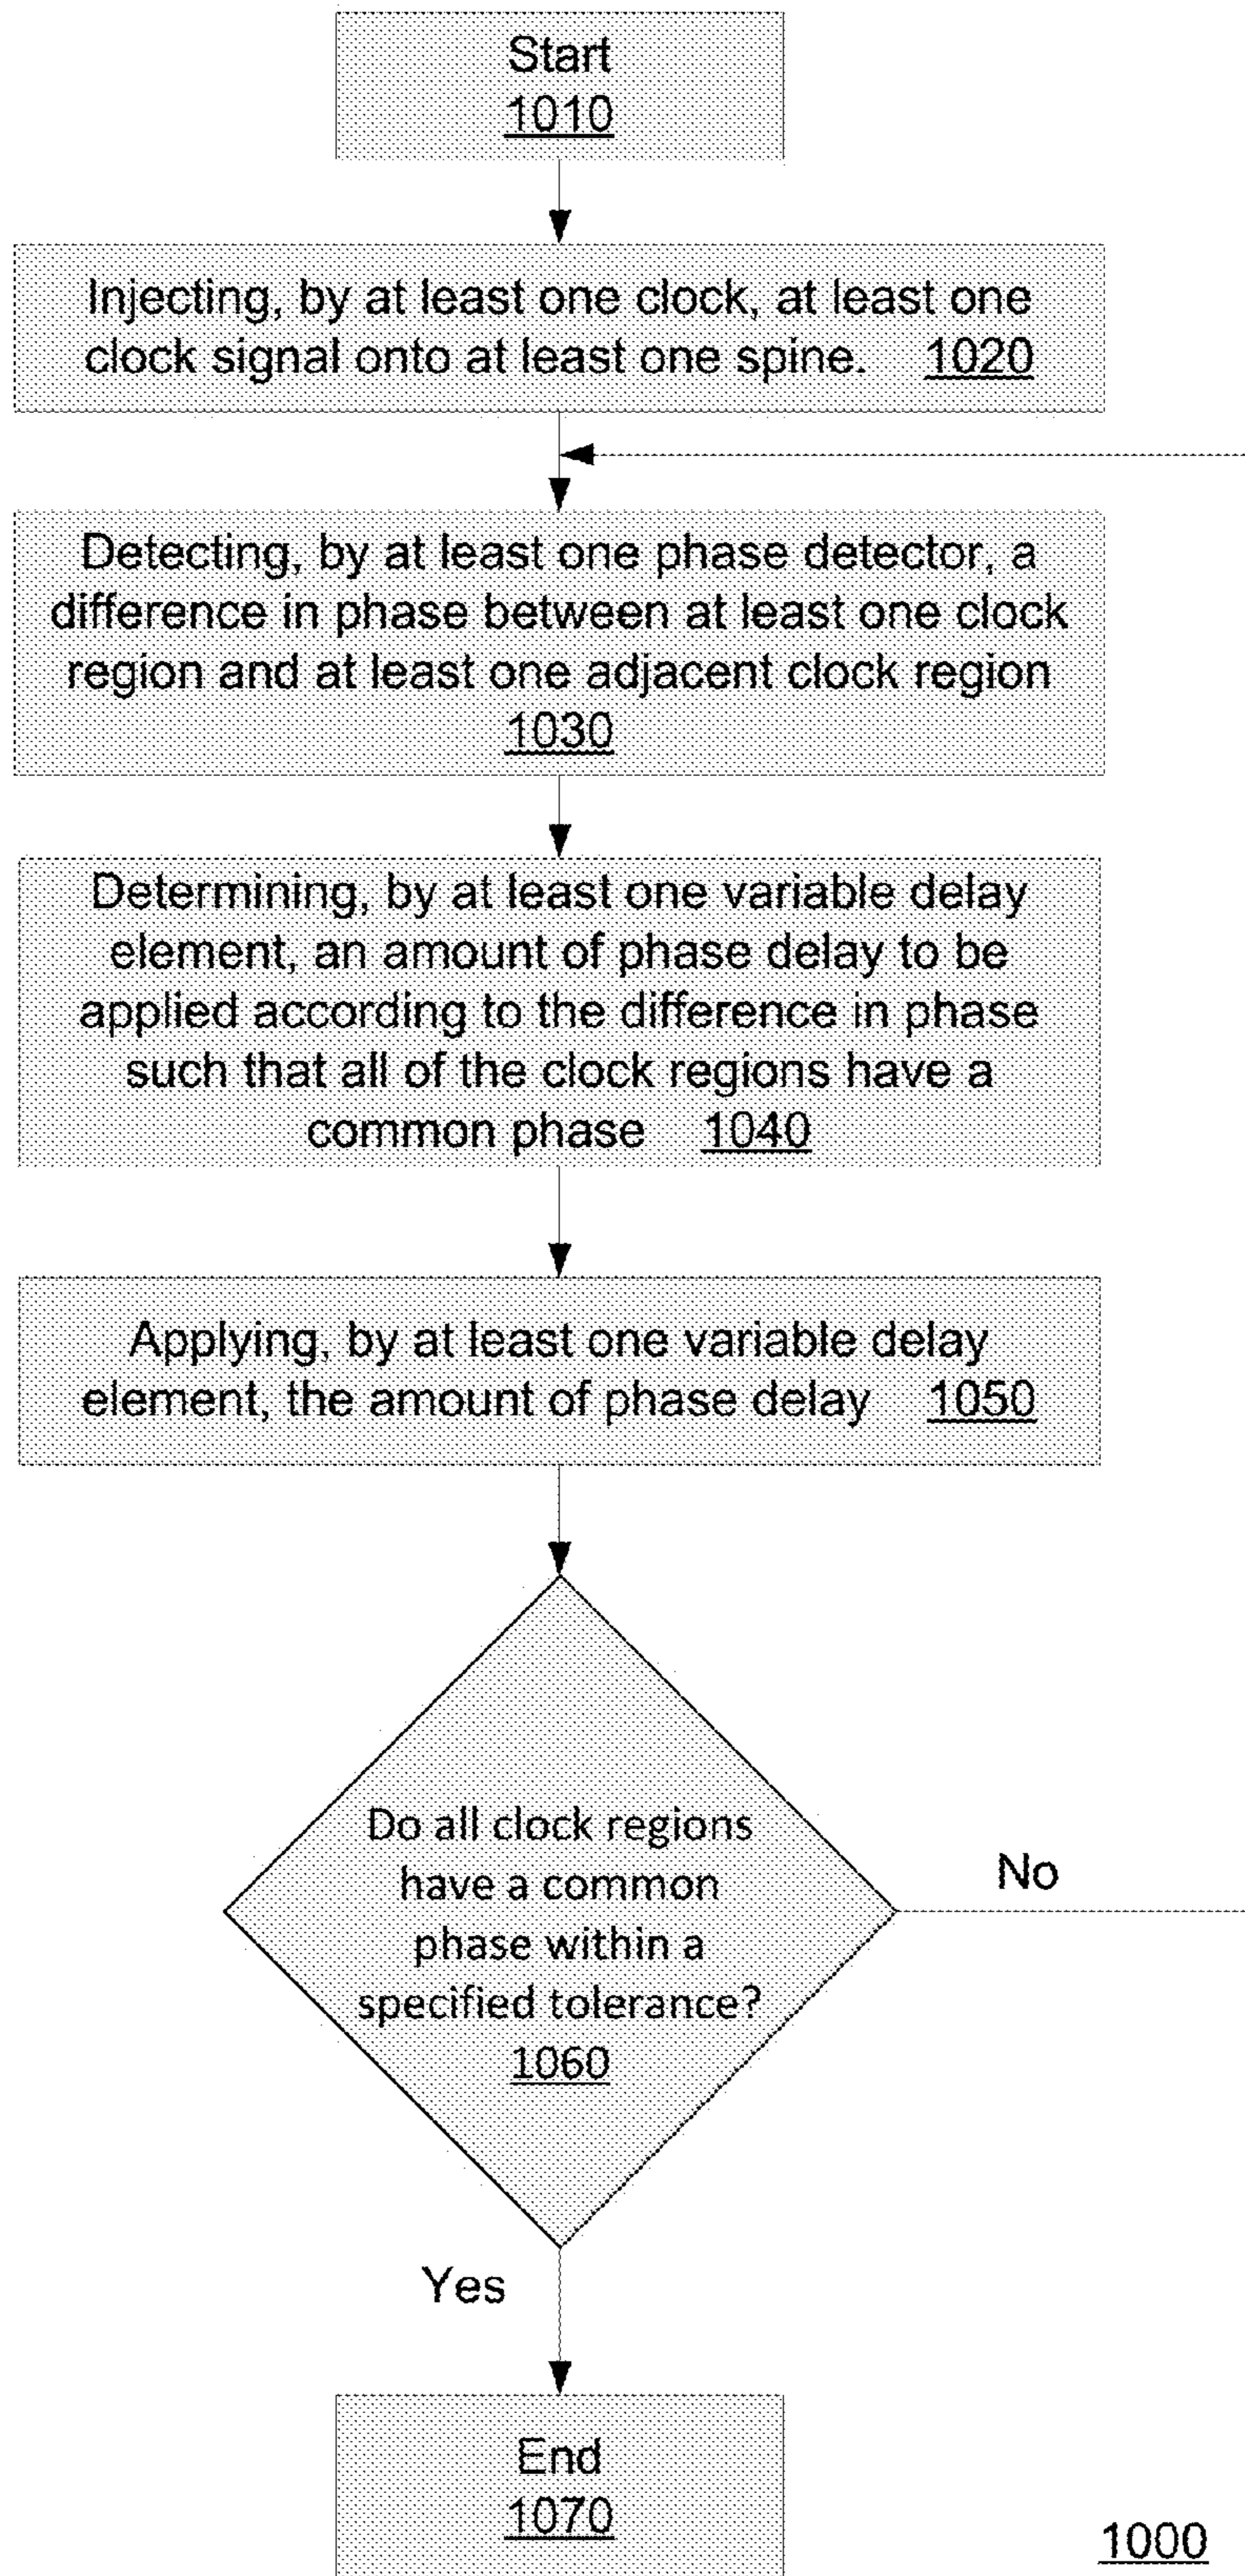 Start
1010
Injecting, by at least one clock, at least one
clock signal onto at least one spine. 1020
Detecting, by at least one phase detector, a
difference in phase between at least one clock
region and at least one adjacent clock region
1030
Determining, by at least one variable delay
element, an amount of phase delay to be
applied according to the difference in phase
such that all of the clock regions have a
common phase 1040
Applying, by at least one variable delay
element, the amount of phase delay 1050
Do all clock regions
have a common
phase within a
specified tolerance?
1060
No
Yes
End
1070
1000